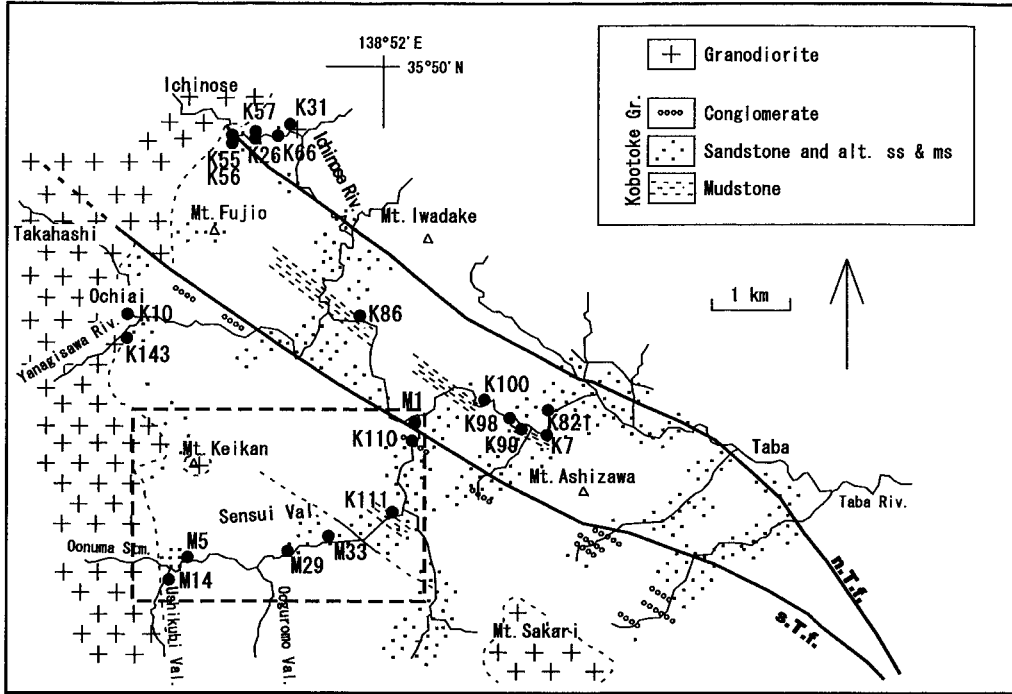 138°52'E
35°50'N
Granodiorite
Kobotoke Gr.
Conglomerate
Sandstone and alt. ss & ms
Mudstone
1 km
Ichinose
K57
K31
K55
K56
K26
K66
Ichinose Riv.
Mt. Fujio
Mt. Iwadake
Takahashi
Ochiai
K10
K143
Yanagisawa Riv.
K86
M1
K110
K100
K98
K99
K821
K7
Mt. Ashizawa
Taba
Taba Riv.
Mt. Keikan
K111
Sensui Val.
Oonuma Stm.
M5
M14
M29
M33
Ushikubi Val.
Ooguromo Val.
Mt. Sakari
n.T.f.
s.T.f.